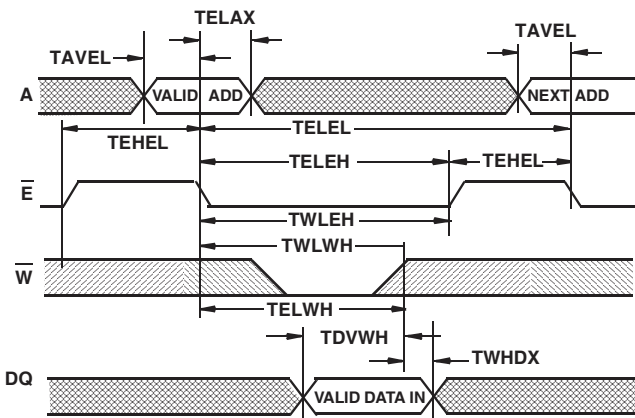 TELAX
TAVEL
TAVEL
A
VALID ADD
NEXT ADD
TEHEL
TELEL
TELEH
TEHEL
E
TWLEH
TWLWH
W
TELWH
TDVWH
TWHDX
DQ
VALID DATA IN